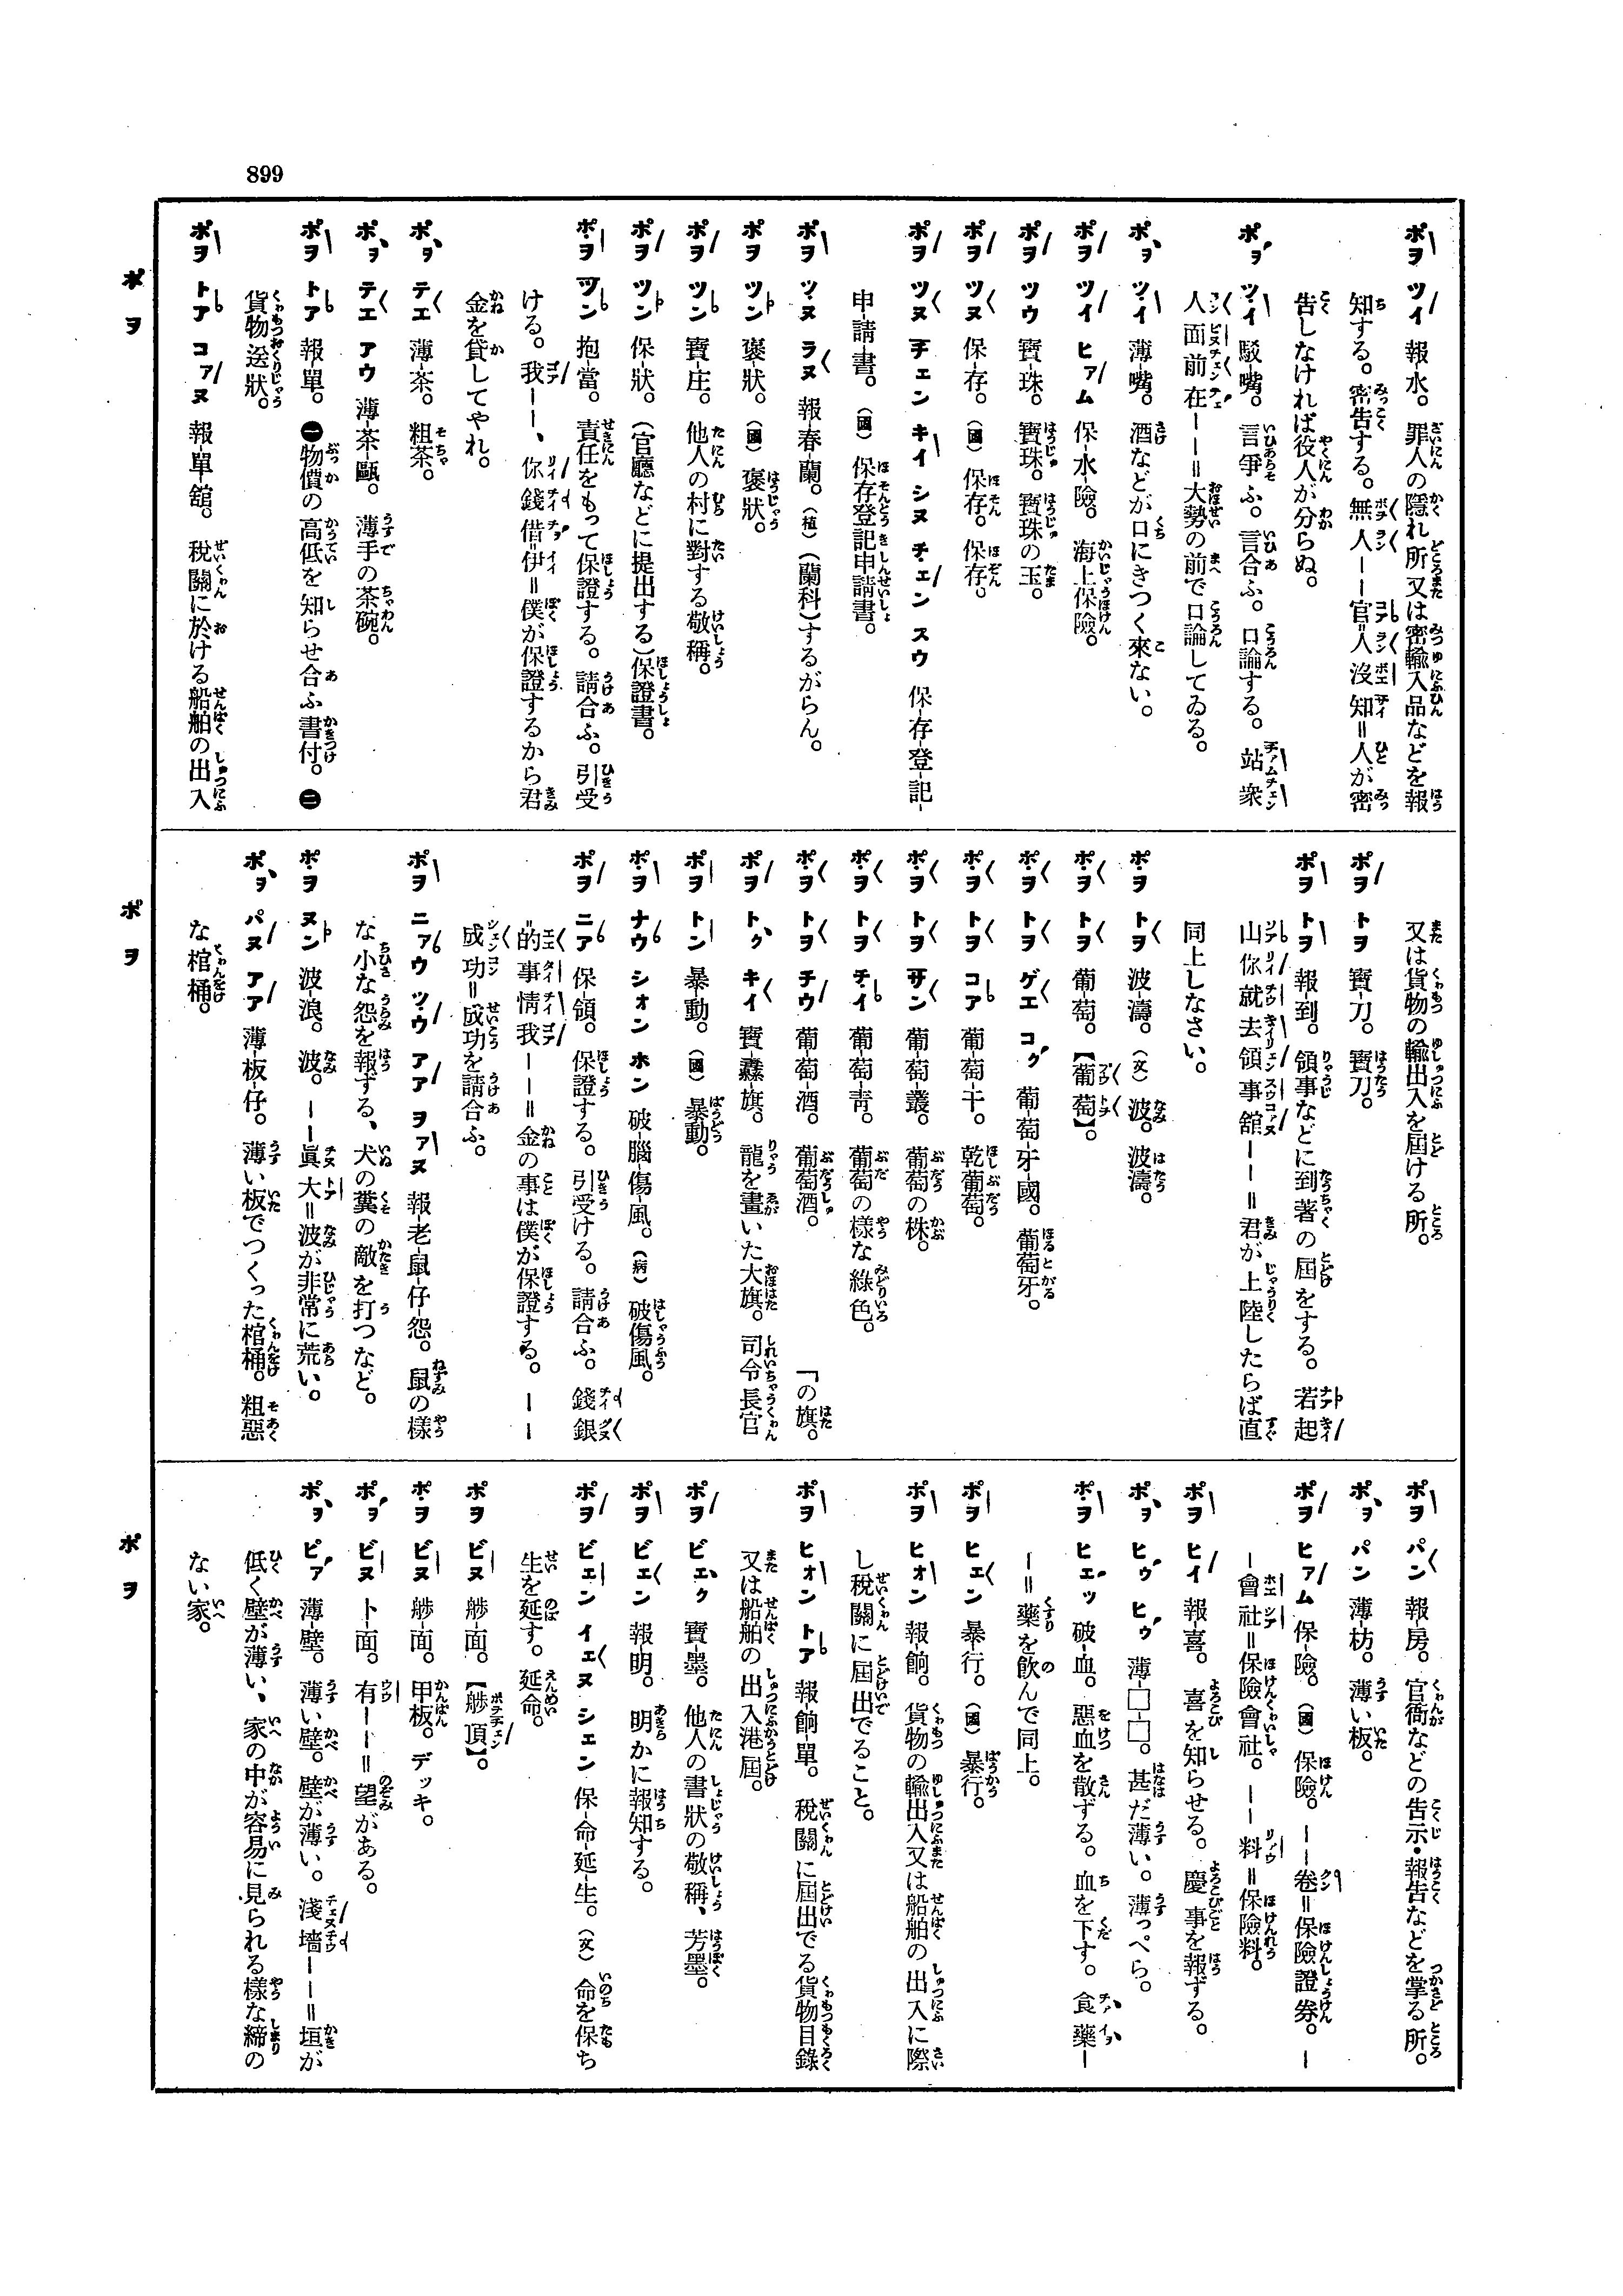 899
ポヲ ツイ 報-水。罪人の隱れ所又は密輸入品などを報
知する。密告する。無人－－官=人沒知=人が密
告しなければ役人が分らぬ。
ポヲ ツイ 駁-嘴。言爭ふ。言合ふ。口論する。站衆
人面前在－－=大勢の前で口論してゐる。
ポヲ ツイ 薄-嘴。酒などが口にきつく來ない。
ポヲ ツイ ヒアム 保-水-險。海上保險。
ポヲ ツウ 寶-珠。寶珠。寶珠の玉。
ポヲ ツヌ 保-存。(國)保存。保存。
ポヲ ツヌ チェン キイ シヌ チェン スウ 保-存-登-記-
申-請-書。(國)保存登記申請書。
ポヲ ツヌ ラヌ 報-春-蘭。(植)(蘭科)するがらん。
ポヲ ツン 褒-狀。(國)褒狀。
ポヲ ツン 寶-庄。他人の村に對する敬稱。
ポヲ ツン 保-狀。(官廳などに提出する)保證書。
ポヲ ツン 抱-當。責任をもって保證する。請合ふ。引受
ける。我－－、你錢借=伊=僕が保證するから君
金を貸してやれ。
ポヲ テエ 薄-茶。粗茶。
ポヲ テエ アウ 薄-茶-甌。薄手の茶碗。
ポヲ トア 報-單。㊀物價の高低を知らせ合ふ書付。㊁
貨物送狀。
ポヲ トア コアヌ 報-單-舘。稅關に於ける船舶の出入
又は貨物の輸出入を屆ける所。
ポヲ トヲ 寶-刀。寶刀。
ポヲ トヲ 報-到。領事などに到著の屆をする。若起
山你就去領事舘－－=君が上陸したらば直
同上しなさい。
ポヲ トヲ 波-濤。(文)波。波濤。
ポヲ トヲ 葡-萄。【葡萄】。
ポヲ トヲ ゲエ コク 葡-萄-牙-國。葡萄牙。
ポヲ トヲ コア 葡-萄-干。乾葡萄。
ポヲ トヲ サン 葡-萄-叢。葡萄の株。
ポヲ トヲ チイ 葡-萄-靑。葡萄の樣な綠色。
ポヲ トヲ チウ 葡-萄-酒。葡萄酒。
ポヲ トク キイ 寶-纛-旗。龍を畫いた大旗。司令長官
「の旗。
ポヲ トン 暴-動。(國)暴動。
ポヲ ナウ シオン ホン 破-腦-傷-風。(病)破傷風。
ポヲ ニア 保-領。保證する。引受ける。請合ふ。錢銀
=的事情我－－=金の事は僕が保證する。－－
成功=成功を請合ふ。
ポヲ ニアウ ツウ アア ヲアヌ 報-老-鼠-仔-怨。鼠の樣
な小な怨を報ずる、犬の糞の敵を打つなど。
ポヲ ヌン 波-浪。波。－－眞大=波が非常に荒い。
ポヲ パヌ アア 薄-板-仔。薄い板でつくった棺桶。粗惡
な棺桶。
ポヲ パン 報-房。官衙などの吿示・報吿などを掌る所。
ポヲ パン 薄-枋。薄い板。
ポヲ ヒアム 保-險。(國)保險。－－卷=保險證券。－
－會社=保險會社。－－料=保險料。
ポヲ ヒイ 報-喜。喜を知らせる。慶事を報ずる。
ポヲ ヒウ ヒウ 薄-□-□。甚だ薄い。薄っぺら。
ポヲ ヒエッ 破-血。惡血を散ずる。血を下す。食藥－
－=藥を飮んで同上。
ポヲ ヒェン 暴-行。(國)暴行。
ポヲ ヒオン 報-餉。貨物の輸出入又は船舶の出入に際
し稅關に屆出でること。
ポヲ ヒオン トア 報-餉-單。稅關に屆出でる貨物目錄
又は船舶の出入港屆。
ポヲ ビェク 寶-墨。他人の書狀の敬稱、芳墨。
ポヲ ビェン 報-明。明かに報知する。
ポヲ ビェン イェヌ シェン 保-命-延-生。(文)命を保ち
生を延す。延命。
ポヲ ビヌ 艀-面。【艀頂】。
ポヲ ビヌ 艀-面。甲板。デッキ。
ポヲ ビヌ 卜-面。有－－=望がある。
ポヲ ピア 薄-壁。薄い壁。壁が薄い。淺墻－－=垣が
低く壁が薄い、家の中が容易に見られる樣な締の
ない家。
ポヲ
ポヲ
ポヲ